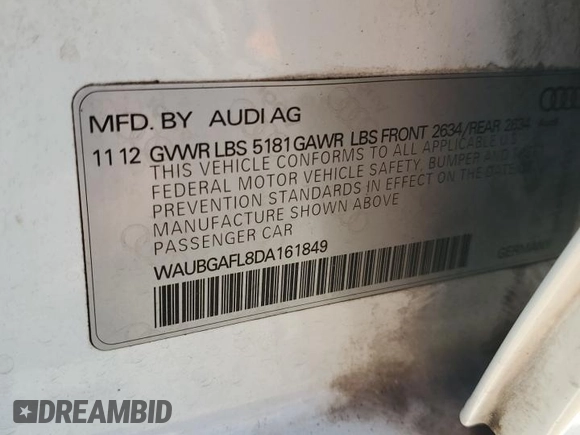 MFD. BY AUDI AG
Audi
11 12 GVWR LBS 5181 GAWR LBS FRONT 2634/REAR 2634
THIS VEHICLE CONFORMS TO ALL APPLICABLE U.S.
FEDERAL MOTOR VEHICLE SAFETY, BUMPER AND THEFT
PREVENTION STANDARDS IN EFFECT ON THE DATE OF
MANUFACTURE SHOWN ABOVE
PASSENGER CAR
WAUBGAFL8DA161849
GERMANY
DREAMBID